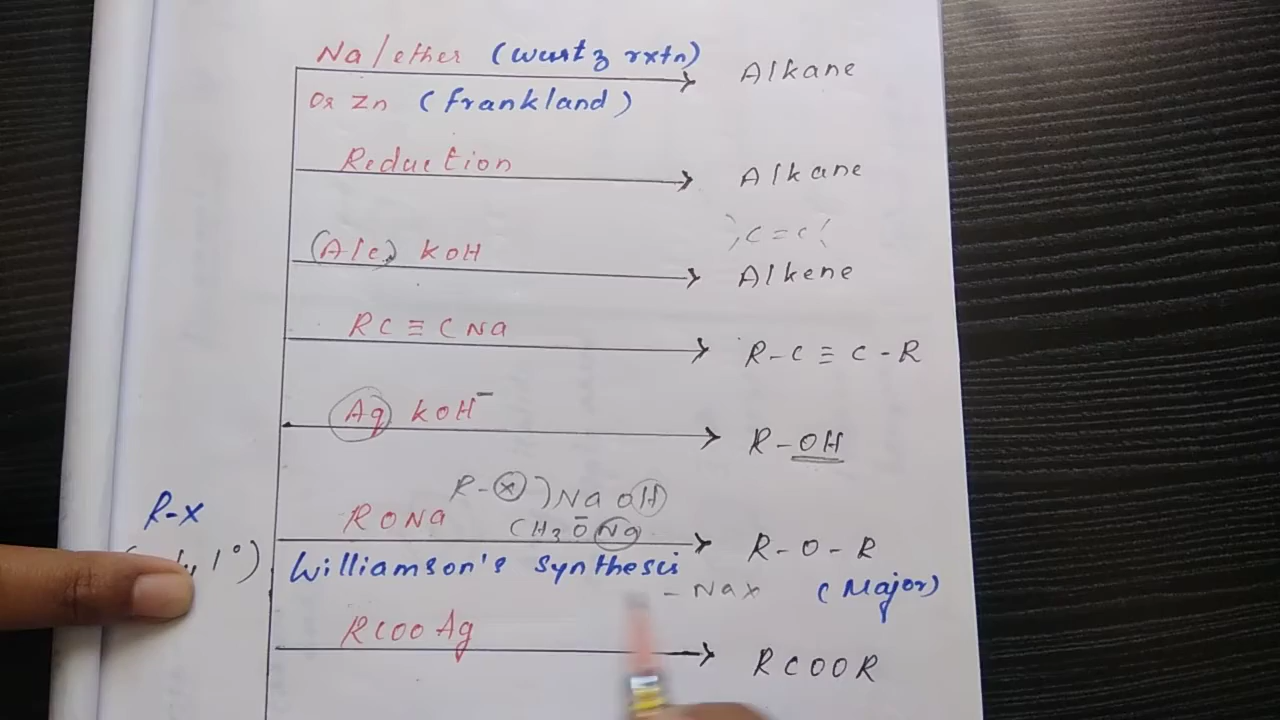 Na/ether (wurtz rxtn)
Alkane
Or Zn (Frankland)
Reduction
Alkane
>C=C<
(Alc) KOH
Alkene
RC≡CNa
R-C≡C-R
Aq KOH⁻
R-OH
R-X
R-X ) NaOH
RONa
CH3ONa
R-O-R
1°)
Williamson's synthesis
-NaX
(Major)
RCOOAg
RCOOR